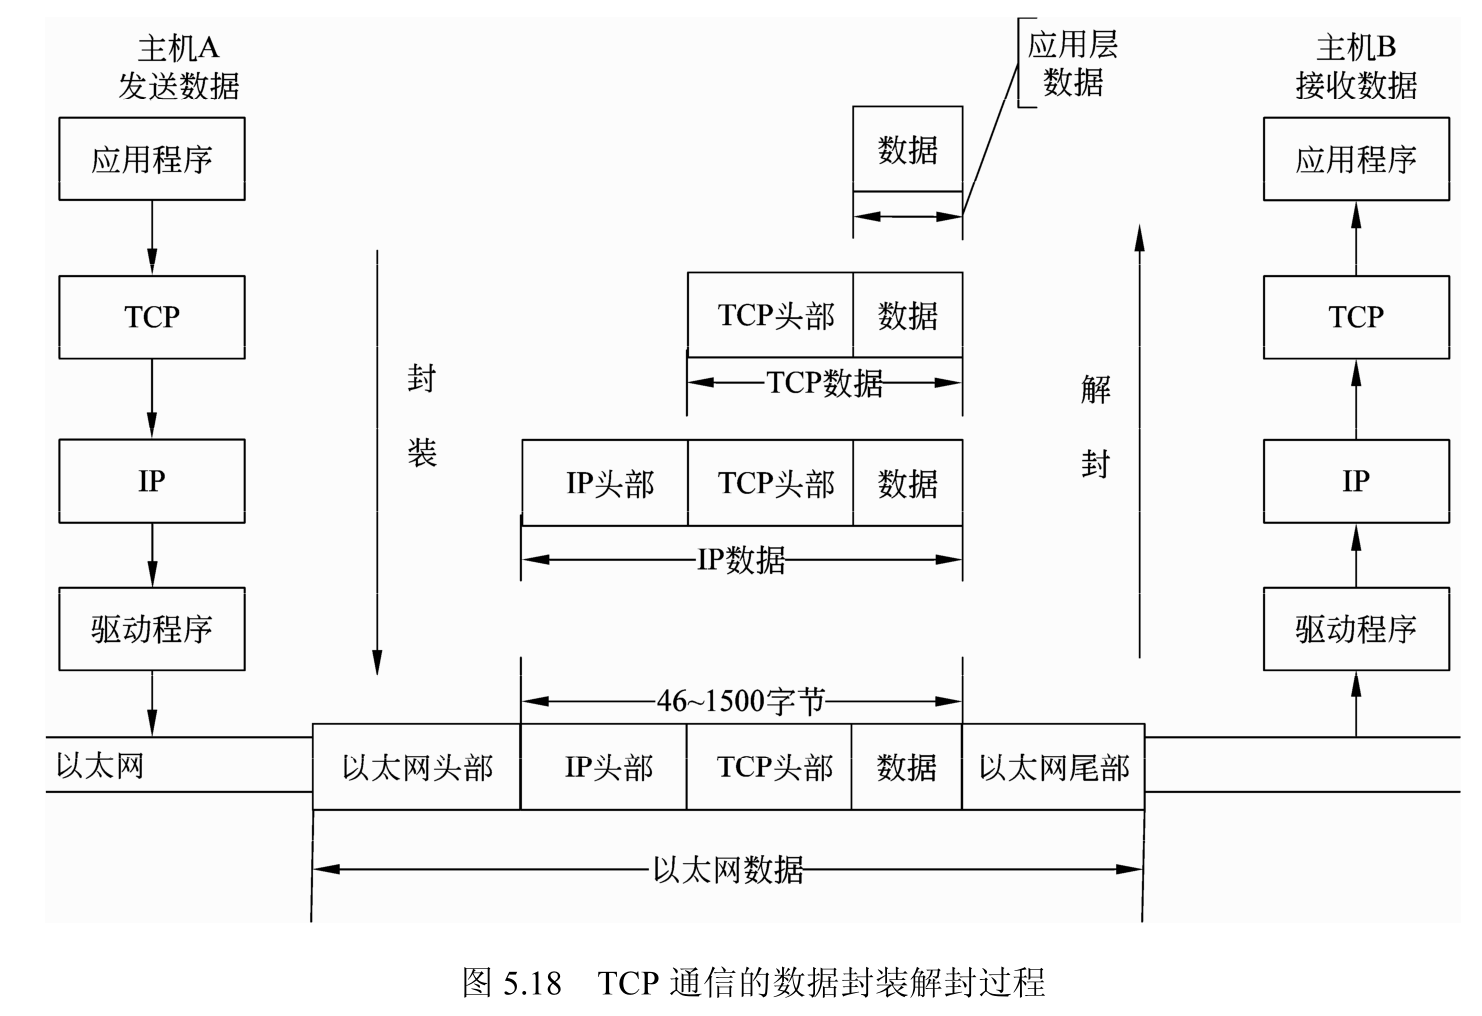 主机A
发送数据
应用程序
TCP
IP
驱动程序
以太网
封
装
应用层
数据
数据
TCP头部 数据
TCP数据
IP头部 TCP头部 数据
IP数据
46~1500字节
以太网头部 IP头部 TCP头部 数据 以太网尾部
以太网数据
解
封
主机B
接收数据
应用程序
TCP
IP
驱动程序
图 5.18 TCP 通信的数据封装解封过程